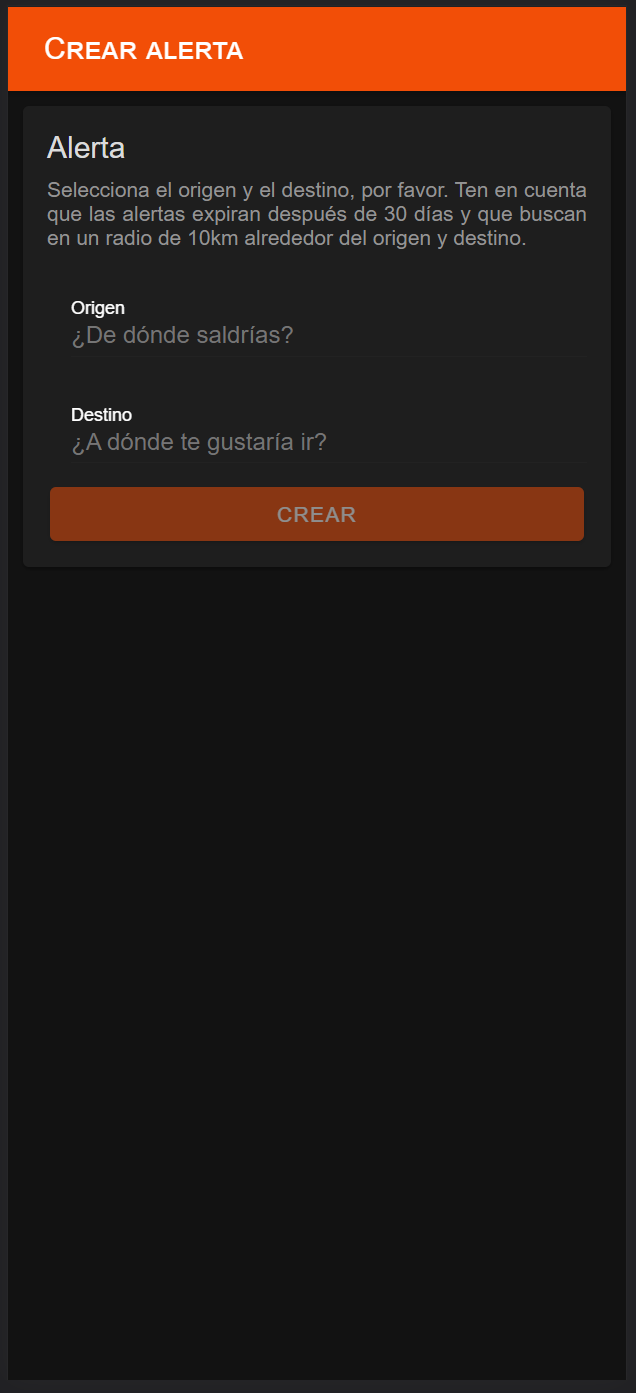 Crear alerta
Alerta
Selecciona el origen y el destino, por favor. Ten en cuenta
que las alertas expiran después de 30 días y que buscan
en un radio de 10km alrededor del origen y destino.
Origen
¿De dónde saldrías?
Destino
¿A dónde te gustaría ir?
CREAR